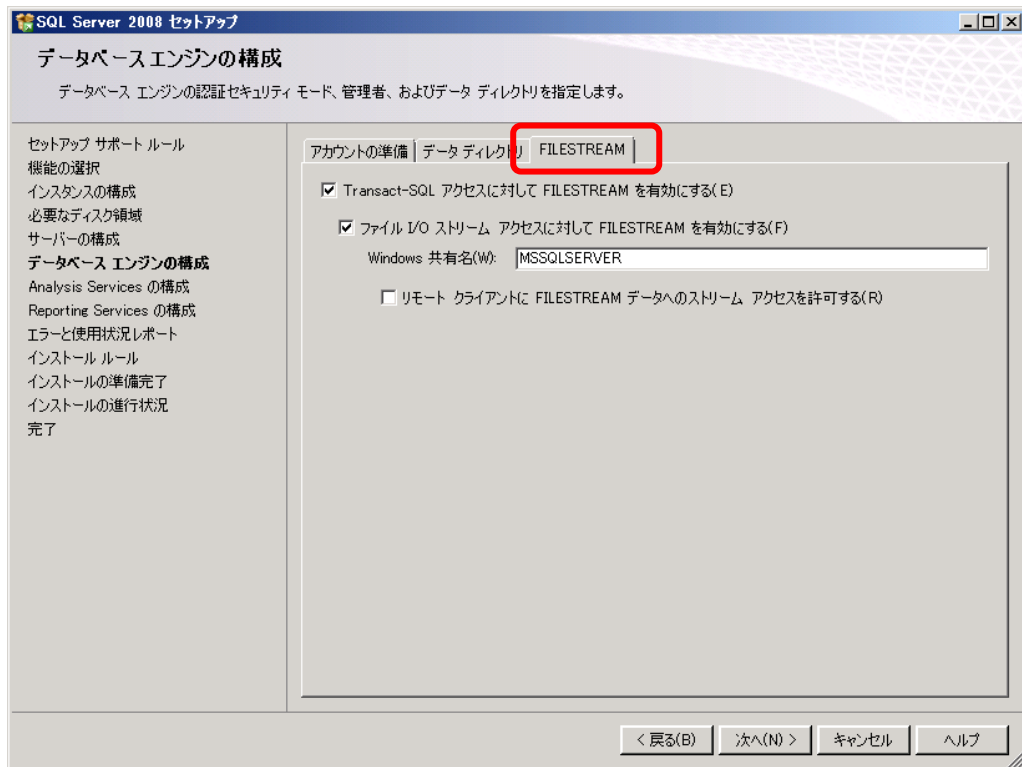 SQL Server 2008 セットアップ
データベース エンジンの構成
データベース エンジンの認証セキュリティ モード、管理者、およびデータ ディレクトリを指定します。
セットアップ サポート ルール
機能の選択
インスタンスの構成
必要なディスク領域
サーバーの構成
データベース エンジンの構成
Analysis Services の構成
Reporting Services の構成
エラーと使用状況レポート
インストール ルール
インストールの準備完了
インストールの進行状況
完了
アカウントの準備 データ ディレクトリ FILESTREAM
Transact-SQL アクセスに対して FILESTREAM を有効にする(E)
ファイル I/O ストリーム アクセスに対して FILESTREAM を有効にする(F)
Windows 共有名(W): MSSQLSERVER
リモート クライアントに FILESTREAM データへのストリーム アクセスを許可する(R)
< 戻る(B) 次へ(N) > キャンセル ヘルプ